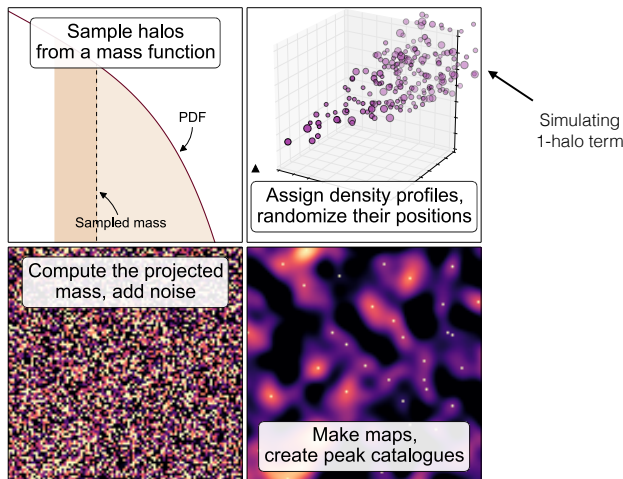 Sample halos
from a mass function
PDF
Sampled mass
Assign density profiles,
randomize their positions
Simulating
1-halo term
Compute the projected
mass, add noise
Make maps,
create peak catalogues